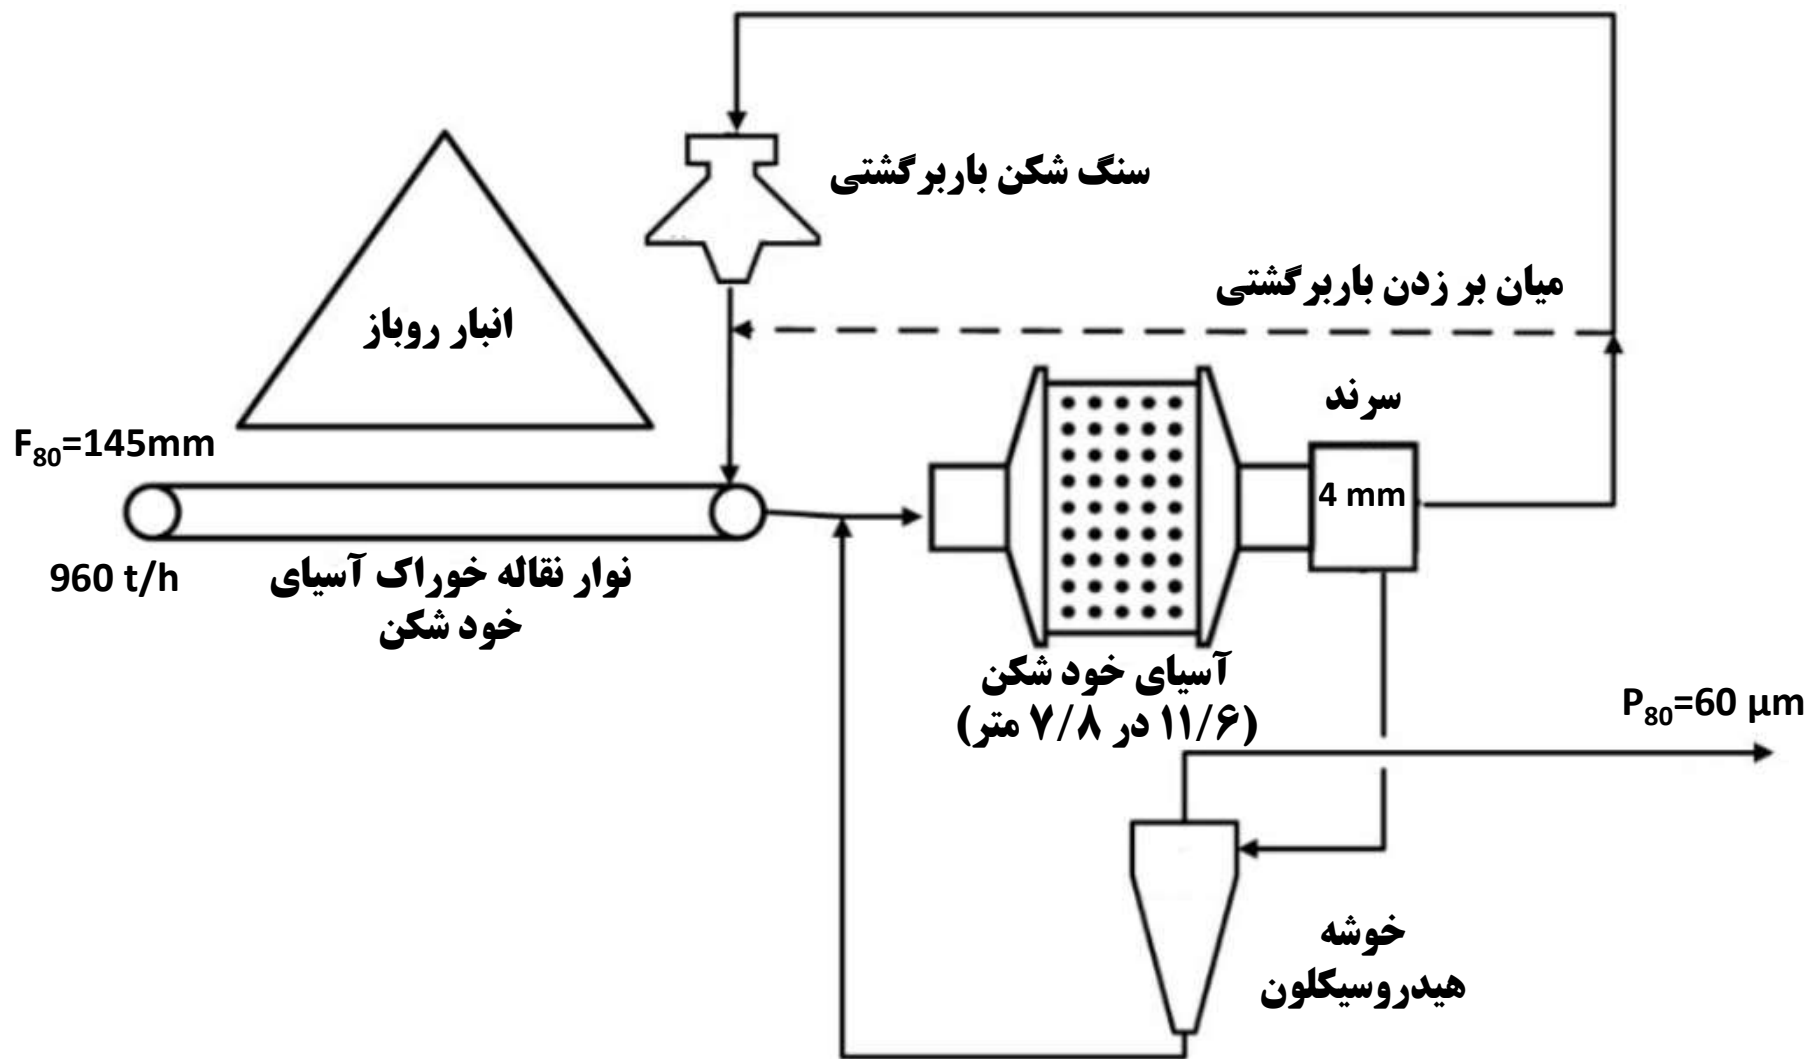 سنگ شکن باربرگشتی
میان بر زدن باربرگشتی
انبار روباز
سرند
F80=145mm
4 mm
960 t/h
نوار نقاله خوراک آسیای
خود شکن
آسیای خود شکن
(۱۱/۶ در ۷/۸ متر)
P80=60 µm
خوشه
هیدروسیکلون